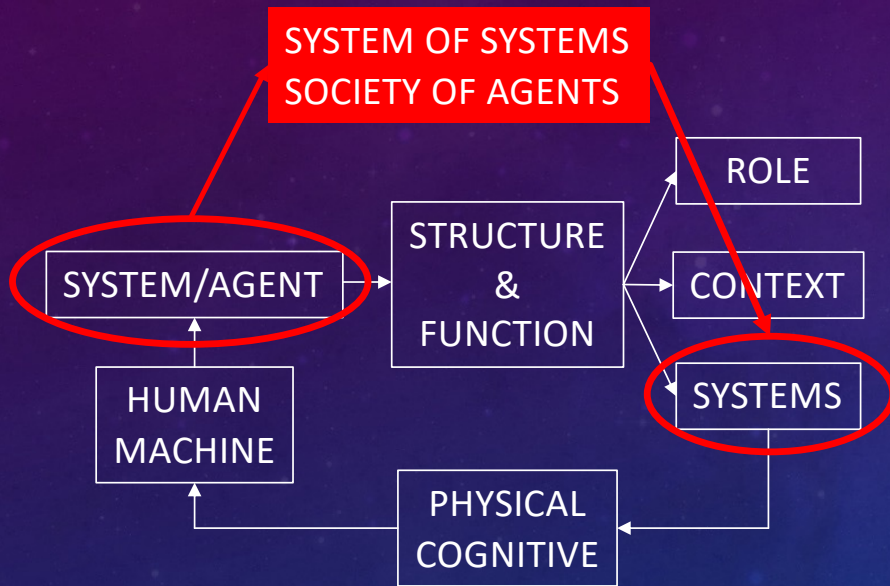 SYSTEM OF SYSTEMS
SOCIETY OF AGENTS
ROLE
STRUCTURE
&
FUNCTION
SYSTEM/AGENT
CONTEXT
HUMAN
MACHINE
SYSTEMS
PHYSICAL
COGNITIVE